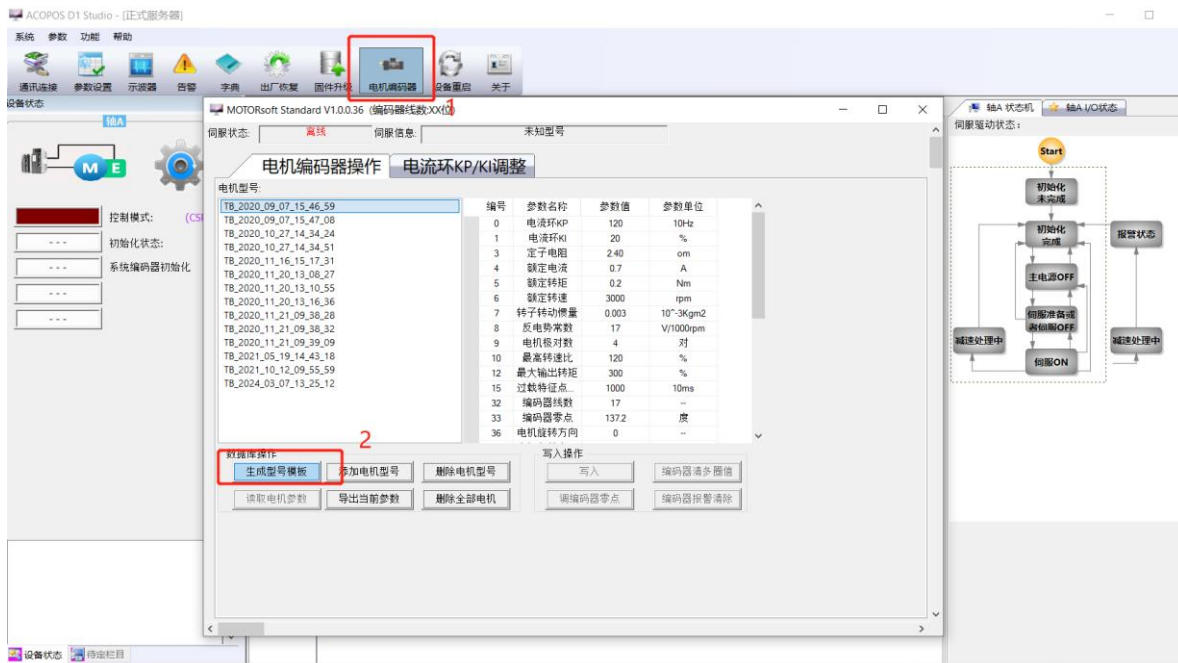 ACOPOS D1 Studio - [正式服务器]
系统 参数 功能 帮助
通讯连接 参数设置 示波器 告警 字典 出厂恢复 固件升级 电机编码器 设备重启 关于
1
设备状态
轴A
M E
控制模式: (CS
--- 初始化状态:
--- 系统编码器初始化
---
---
MOTORsoft Standard V1.0.0.36 (编码器线数:XX位)
伺服状态: 离线 伺服信息: 未知型号
电机编码器操作 电流环KP/KI调整
电机型号:
TB_2020_09_07_15_46_59
TB_2020_09_07_15_47_08
TB_2020_10_27_14_34_24
TB_2020_10_27_14_34_51
TB_2020_11_16_15_17_31
TB_2020_11_20_13_08_27
TB_2020_11_20_13_10_55
TB_2020_11_20_13_16_36
TB_2020_11_21_09_38_28
TB_2020_11_21_09_38_32
TB_2020_11_21_09_39_09
TB_2021_05_19_14_43_18
TB_2021_10_12_09_55_59
TB_2024_03_07_13_25_12
编号 参数名称 参数值 参数单位
0 电流环KP 120 10Hz
1 电流环KI 20 %
3 定子电阻 2.40 om
4 额定电流 0.7 A
5 额定转矩 0.2 Nm
6 额定转速 3000 rpm
7 转子转动惯量 0.003 10^-3Kgm2
8 反电势常数 17 V/1000rpm
9 电机极对数 4 对
10 最高转速比 120 %
12 最大输出转矩 300 %
15 过载特征点... 1000 10ms
32 编码器线数 17 --
33 编码器零点 137.2 度
36 电机旋转方向 0 --
2
数据库操作
生成型号模板 添加电机型号 删除电机型号
读取电机参数 导出当前参数 删除全部电机
写入操作
写入 编码器清多圈值
调编码器零点 编码器报警清除
轴A 状态机 轴A I/O状态
伺服驱动状态:
Start
初始化
未完成
初始化
完成
报警状态
主电源OFF
伺服准备或
者伺服OFF
减速处理中
减速处理中
伺服ON
设备状态 待定栏目